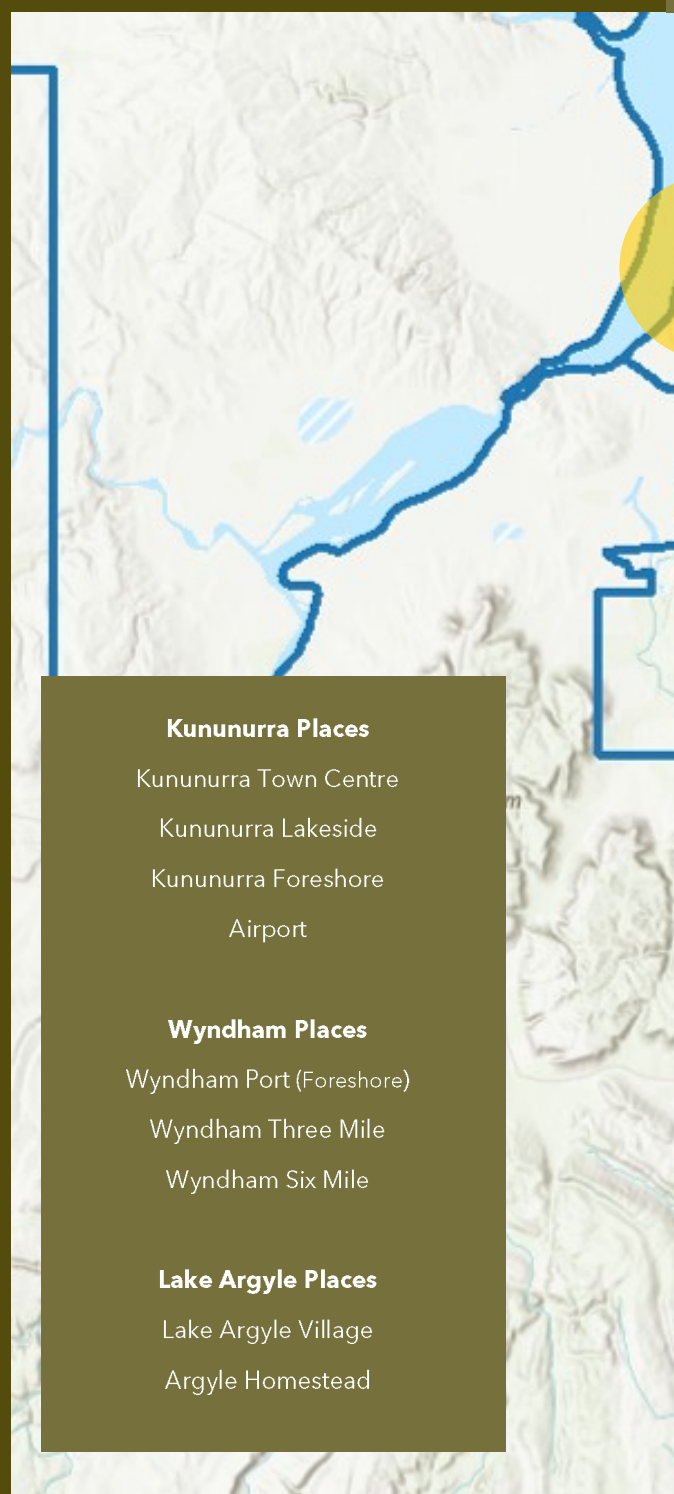 Kununurra Places
Kununurra Town Centre
Kununurra Lakeside
Kununurra Foreshore
Airport
Wyndham Places
Wyndham Port (Foreshore)
Wyndham Three Mile
Wyndham Six Mile
Lake Argyle Places
Lake Argyle Village
Argyle Homestead